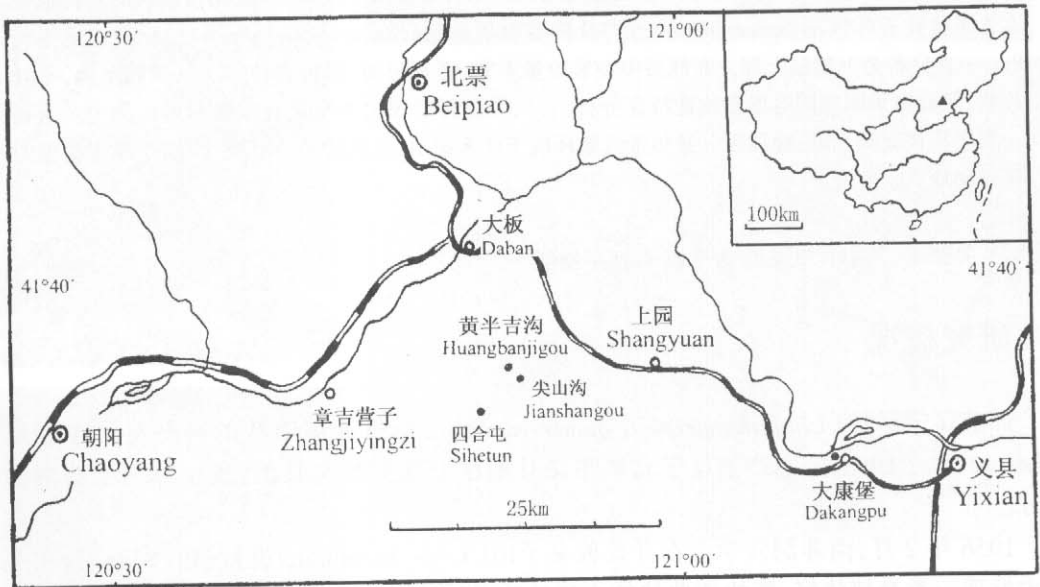 120°30′
121°00′
北票
Beipiao
100km
大板
Daban
41°40′
41°40′
黄半吉沟
Huangbanjigou
上园
Shangyuan
尖山沟
Jianshangou
章吉营子
Zhangjiyingzi
四合屯
Sihetun
朝阳
Chaoyang
25km
大康堡
Dakangpu
义县
Yixian
120°30′
121°00′